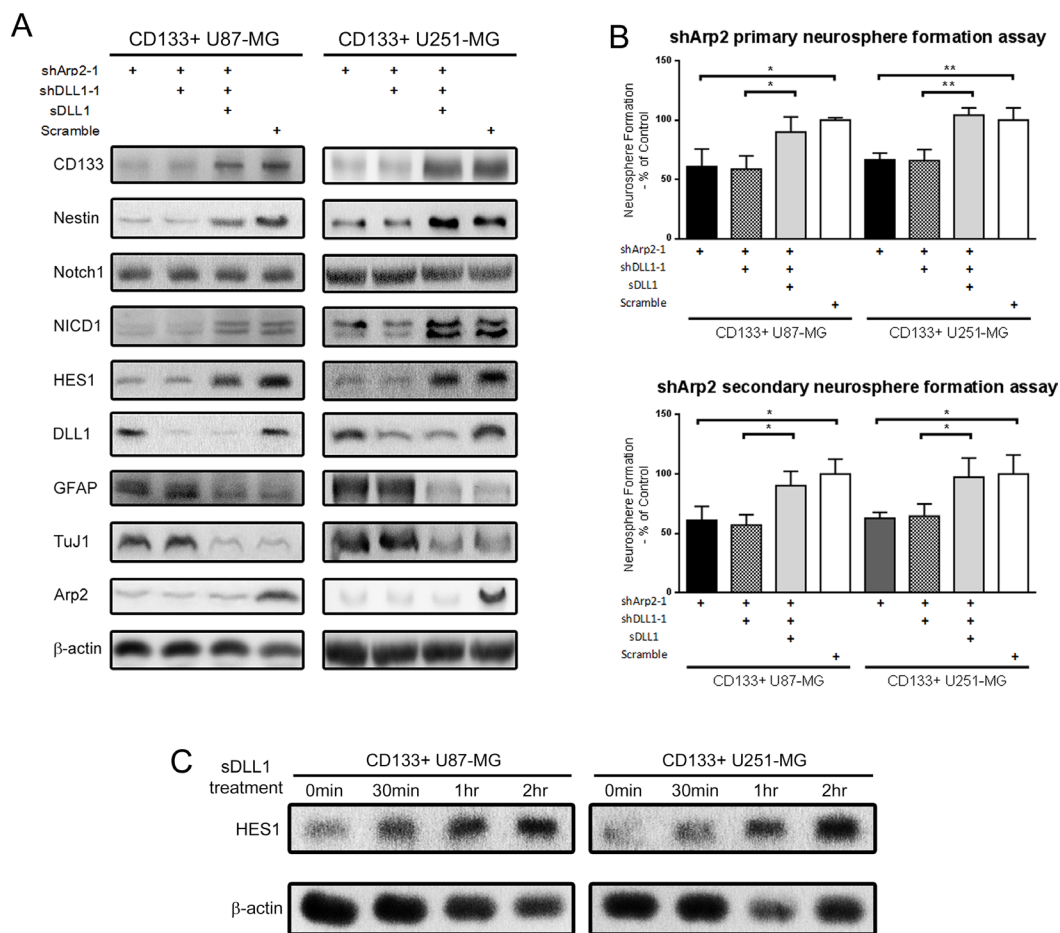 A
CD133+ U87-MG CD133+ U251-MG
shArp2-1 + + + + + +
shDLL1-1 + + + +
sDLL1 + +
Scramble + +
CD133
Nestin
Notch1
NICD1
HES1
DLL1
GFAP
TuJ1
Arp2
β-actin
B
shArp2 primary neurosphere formation assay
Neurosphere Formation
- % of Control
150
100
50
0
* **
* **
shArp2-1 + + + + + +
shDLL1-1 + + + +
sDLL1 + +
Scramble + +
CD133+ U87-MG CD133+ U251-MG
shArp2 secondary neurosphere formation assay
Neurosphere Formation
- % of Control
150
100
50
0
* *
* *
shArp2-1 + + + + + +
shDLL1-1 + + + +
sDLL1 + +
Scramble + +
CD133+ U87-MG CD133+ U251-MG
C
sDLL1
treatment
CD133+ U87-MG CD133+ U251-MG
0min 30min 1hr 2hr 0min 30min 1hr 2hr
HES1
β-actin